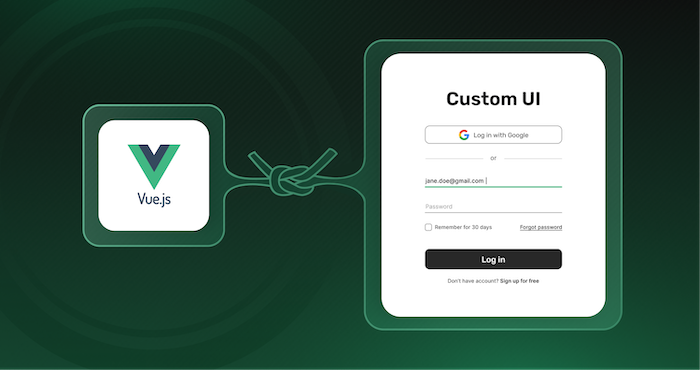 Vue.js
Custom UI
Log in with Google
or
jane.doe@gmail.com |
Password
Remember for 30 days Forgot password
Log in
Don't have account? Sign up for free